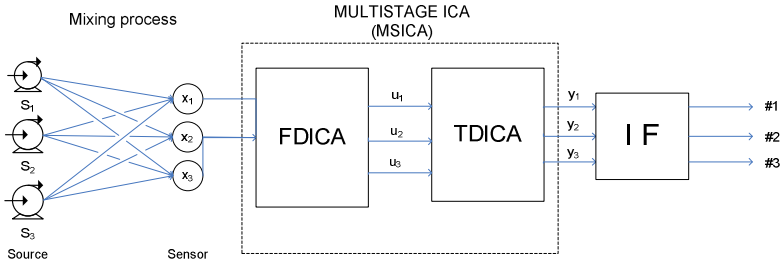 MULTISTAGE ICA
(MSICA)
Mixing process
S1
S2
S3
x1
x2
x3
FDICA
u1
u2
u3
TDICA
y1
y2
y3
I F
#1
#2
#3
Source
Sensor